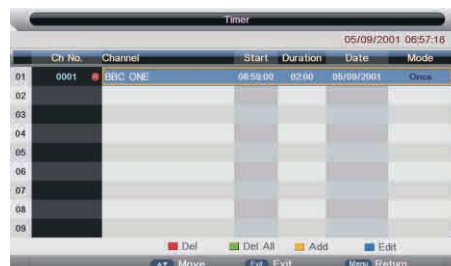 Timer
05/09/2001 06:57:18
Ch No. Channel Start Duration Date Mode
01 0001 BBC ONE 06:59:00 02:00 05/09/2001 Once
02
03
04
05
06
07
08
09
Del Del All Add Edit
Move Exit Exit Menu Return